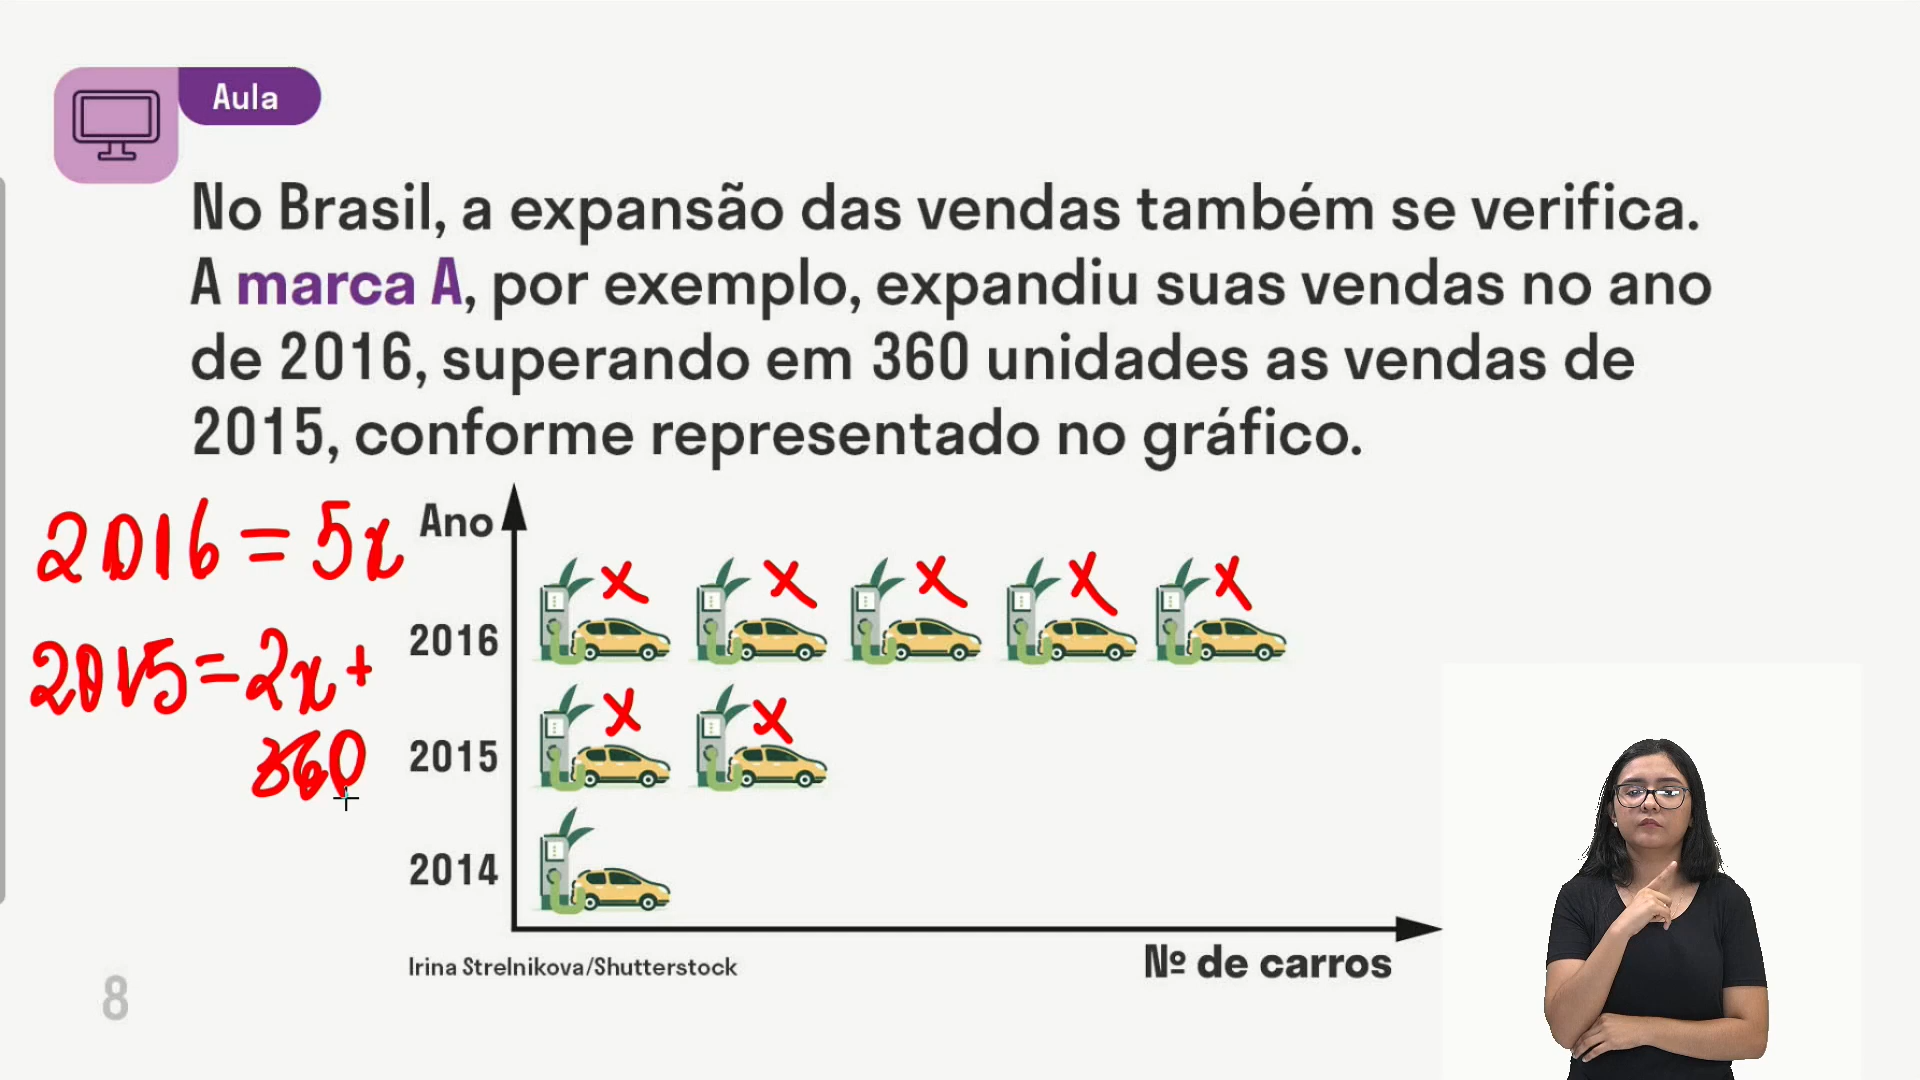 Aula
No Brasil, a expansão das vendas também se verifica.
A marca A, por exemplo, expandiu suas vendas no ano
de 2016, superando em 360 unidades as vendas de
2015, conforme representado no gráfico.
2016 = 5x
2015 = 2x +
360
Ano
x x x x x
2016
x x
2015
2014
Nº de carros
Irina Strelnikova/Shutterstock
8